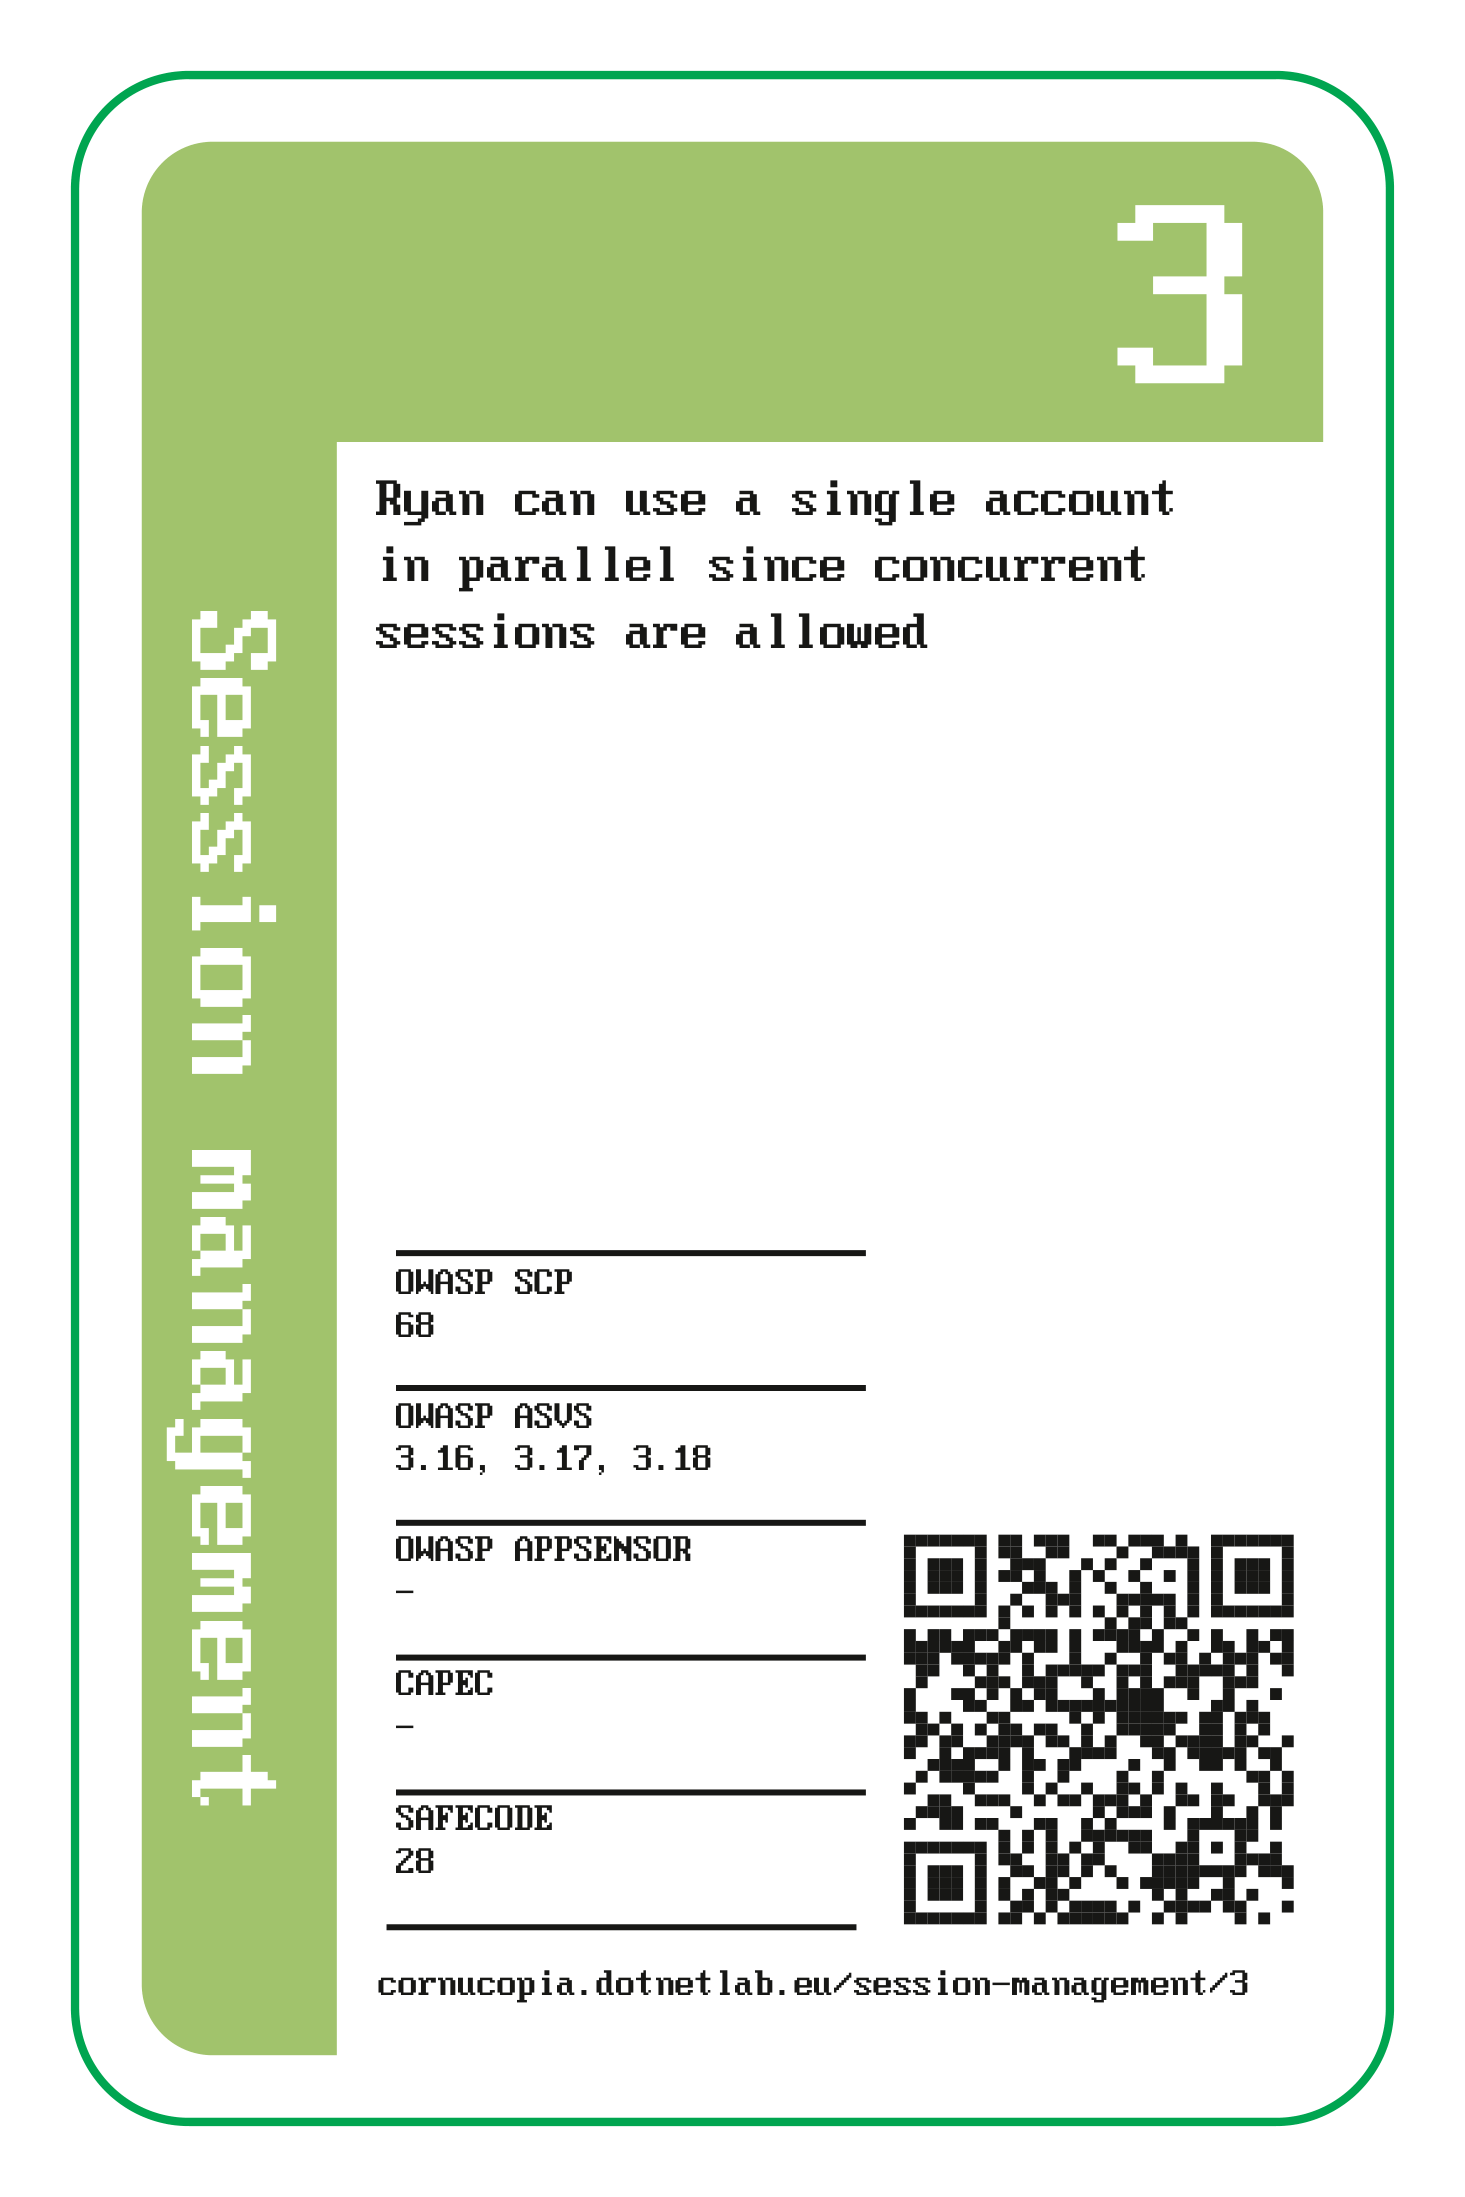 3
Session management
Ryan can use a single account
in parallel since concurrent
sessions are allowed
OWASP SCP
68
OWASP ASVS
3.16, 3.17, 3.18
OWASP APPSENSOR
-
CAPEC
-
SAFECODE
28
cornucopia.dotnetlab.eu/session-management/3